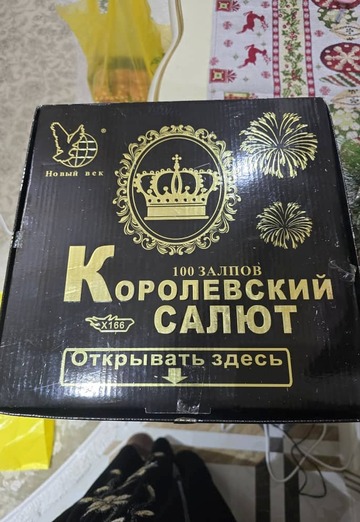 ®
Новый век
100 ЗАЛПОВ
КОРОЛЕВСКИЙ
X166
САЛЮТ
Открывать здесь